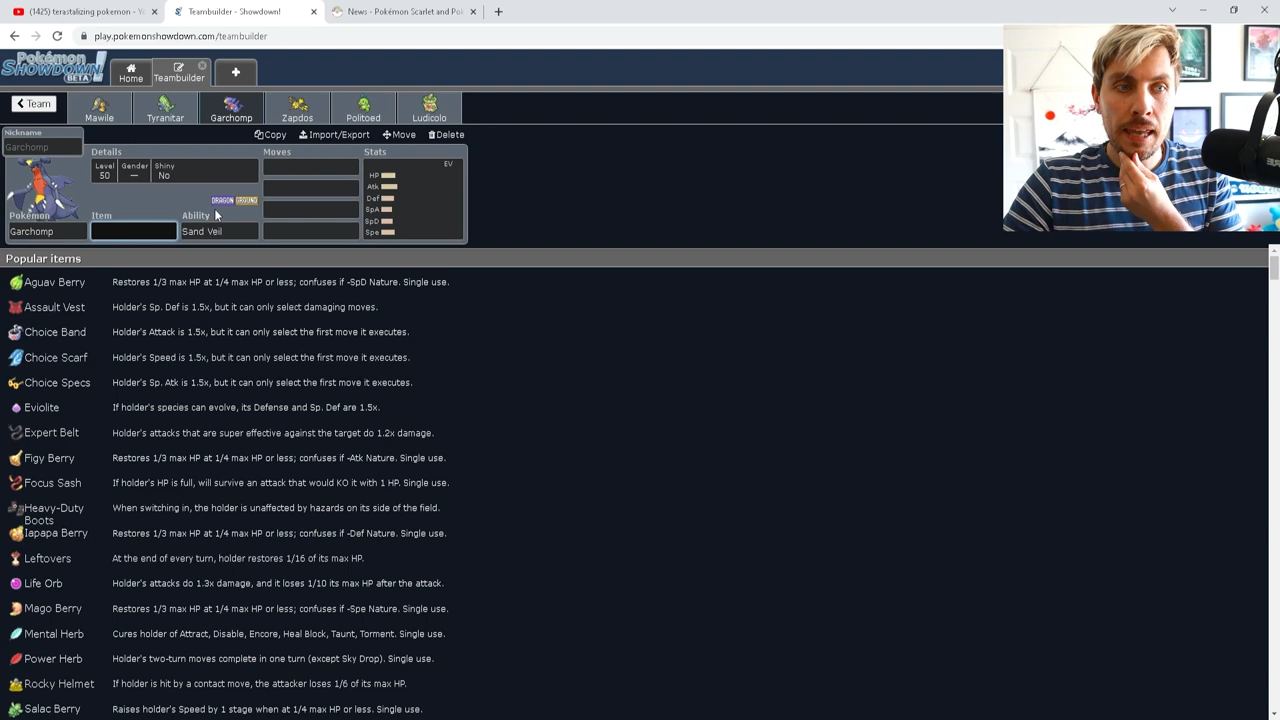 (1425) terastalizing pokemon - Y
Teambuilder - Showdown!
News - Pokémon Scarlet and Pok
play.pokemonshowdown.com/teambuilder
Pokémon
SHOWDOWN!
BETA
Home
Teambuilder
Team
Mawile
Tyranitar
Garchomp
Zapdos
Politoed
Ludicolo
Copy
Import/Export
Move
Delete
Nickname
Garchomp
Details
Level
50
Gender
—
Shiny
No
DRAGON GROUND
Pokémon
Garchomp
Item
Ability
Sand Veil
Moves
Stats
EV
HP
Atk
Def
SpA
SpD
Spe
Popular items
Aguav Berry Restores 1/3 max HP at 1/4 max HP or less; confuses if -SpD Nature. Single use.
Assault Vest Holder's Sp. Def is 1.5x, but it can only select damaging moves.
Choice Band Holder's Attack is 1.5x, but it can only select the first move it executes.
Choice Scarf Holder's Speed is 1.5x, but it can only select the first move it executes.
Choice Specs Holder's Sp. Atk is 1.5x, but it can only select the first move it executes.
Eviolite If holder's species can evolve, its Defense and Sp. Def are 1.5x.
Expert Belt Holder's attacks that are super effective against the target do 1.2x damage.
Figy Berry Restores 1/3 max HP at 1/4 max HP or less; confuses if -Atk Nature. Single use.
Focus Sash If holder's HP is full, will survive an attack that would KO it with 1 HP. Single use.
Heavy-Duty Boots When switching in, the holder is unaffected by hazards on its side of the field.
Iapapa Berry Restores 1/3 max HP at 1/4 max HP or less; confuses if -Def Nature. Single use.
Leftovers At the end of every turn, holder restores 1/16 of its max HP.
Life Orb Holder's attacks do 1.3x damage, and it loses 1/10 its max HP after the attack.
Mago Berry Restores 1/3 max HP at 1/4 max HP or less; confuses if -Spe Nature. Single use.
Mental Herb Cures holder of Attract, Disable, Encore, Heal Block, Taunt, Torment. Single use.
Power Herb Holder's two-turn moves complete in one turn (except Sky Drop). Single use.
Rocky Helmet If holder is hit by a contact move, the attacker loses 1/6 of its max HP.
Salac Berry Raises holder's Speed by 1 stage when at 1/4 max HP or less. Single use.